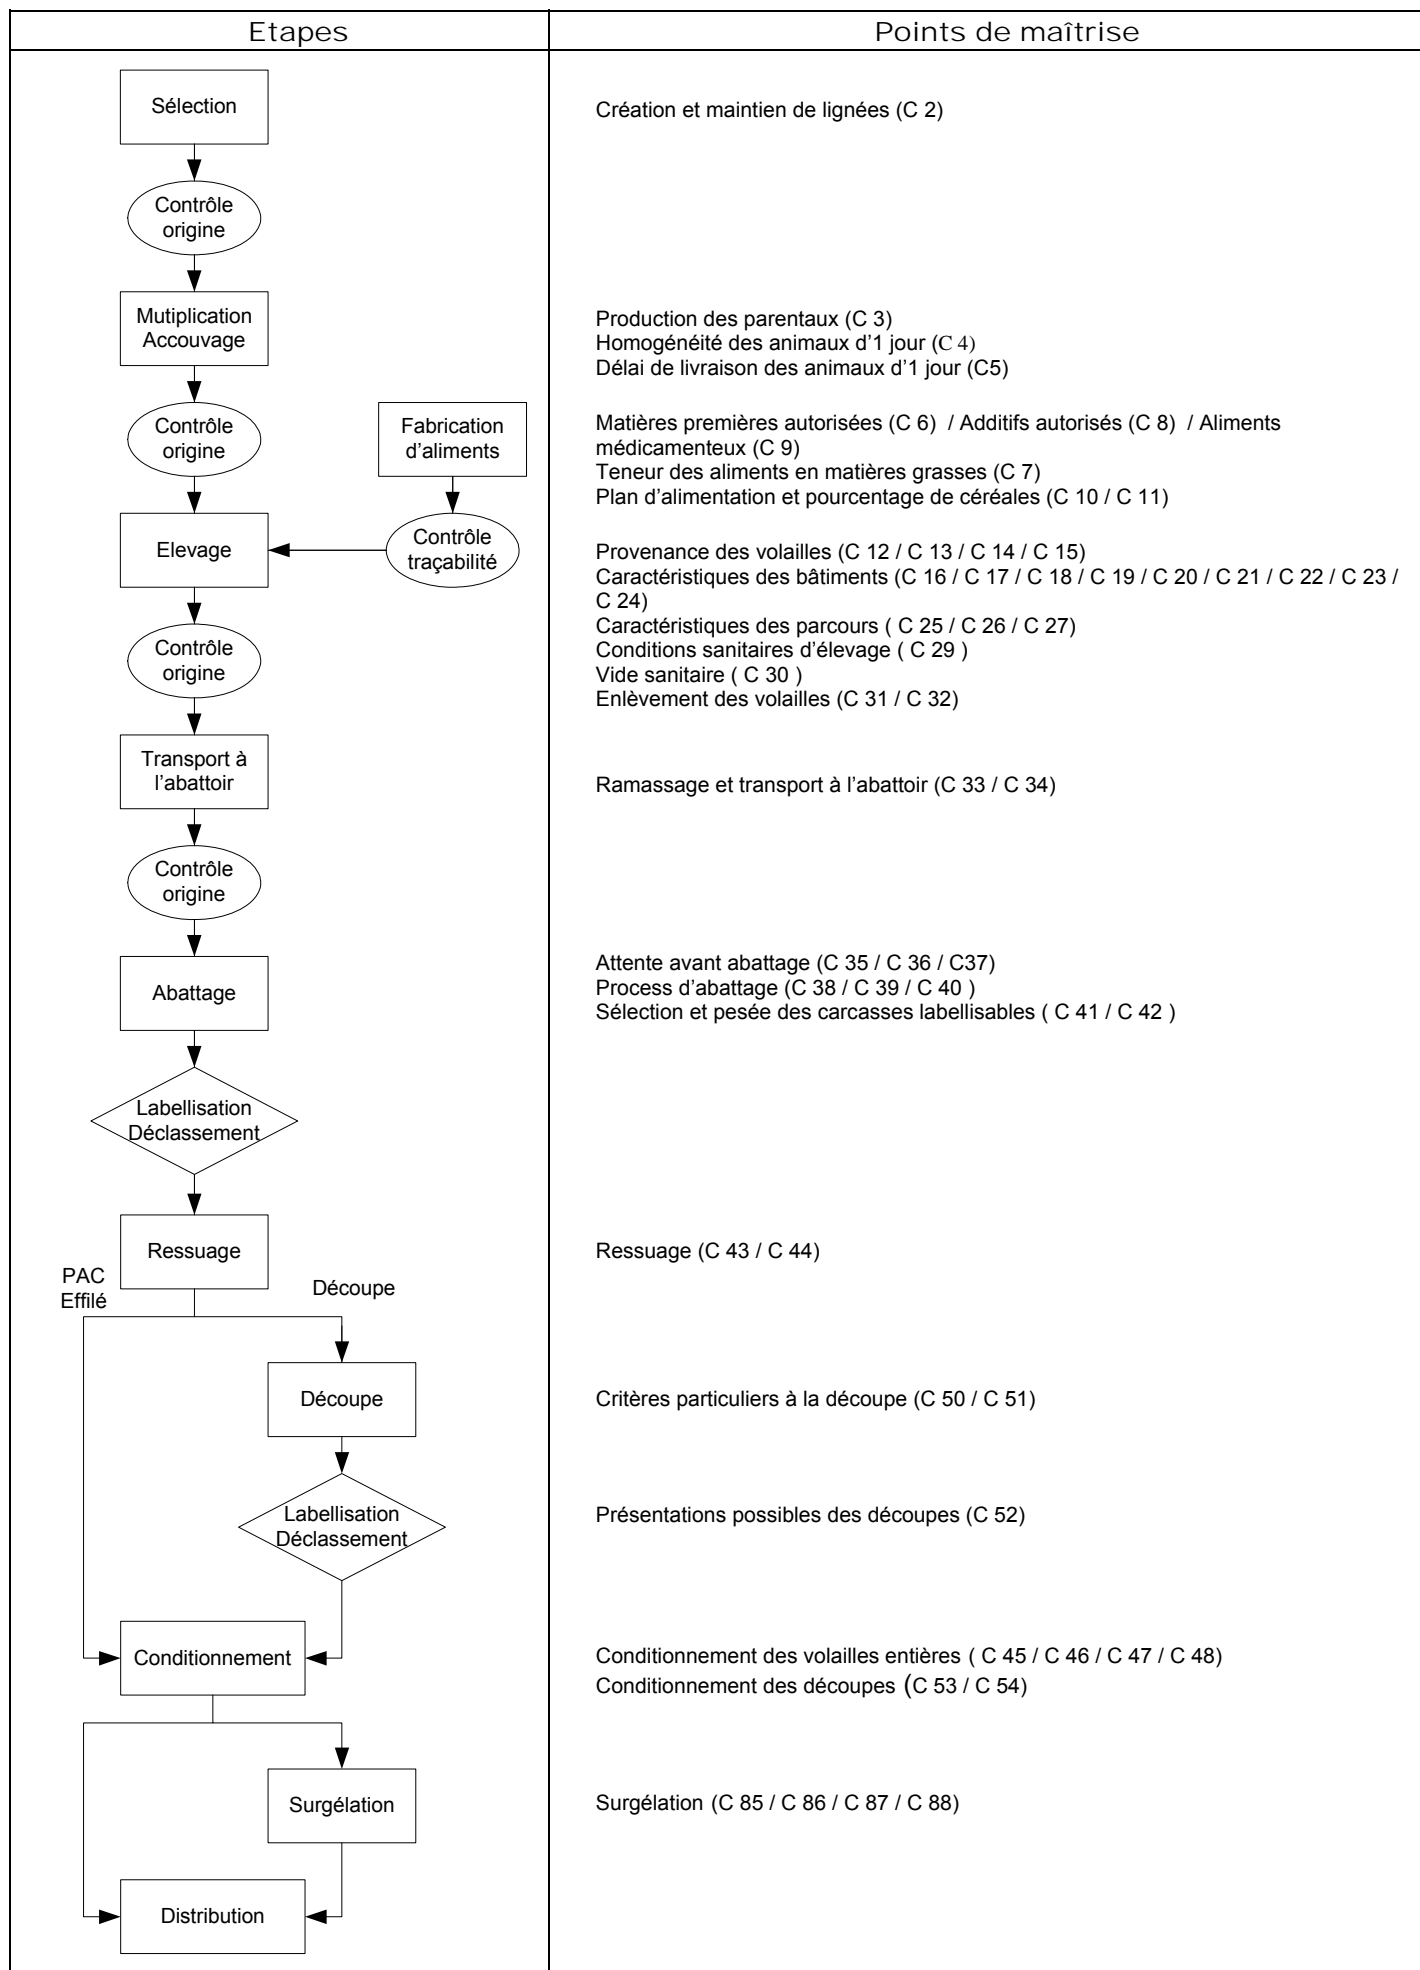 Etapes
Points de maîtrise
Sélection
Création et maintien de lignées (C 2)
Contrôle
origine
Mutiplication
Accouvage
Production des parentaux (C 3)
Homogénéité des animaux d'1 jour (C 4)
Délai de livraison des animaux d'1 jour (C5)
Contrôle
origine
Fabrication
d'aliments
Matières premières autorisées (C 6) / Additifs autorisés (C 8) / Aliments
médicamenteux (C 9)
Teneur des aliments en matières grasses (C 7)
Plan d'alimentation et pourcentage de céréales (C 10 / C 11)
Elevage
Contrôle
traçabilité
Provenance des volailles (C 12 / C 13 / C 14 / C 15)
Caractéristiques des bâtiments (C 16 / C 17 / C 18 / C 19 / C 20 / C 21 / C 22 / C 23 /
C 24)
Caractéristiques des parcours ( C 25 / C 26 / C 27)
Conditions sanitaires d'élevage ( C 29 )
Vide sanitaire ( C 30 )
Enlèvement des volailles (C 31 / C 32)
Contrôle
origine
Transport à
l'abattoir
Ramassage et transport à l'abattoir (C 33 / C 34)
Contrôle
origine
Abattage
Attente avant abattage (C 35 / C 36 / C37)
Process d'abattage (C 38 / C 39 / C 40 )
Sélection et pesée des carcasses labellisables ( C 41 / C 42 )
Labellisation
Déclassement
Ressuage
Ressuage (C 43 / C 44)
PAC
Effilé
Découpe
Découpe
Critères particuliers à la découpe (C 50 / C 51)
Labellisation
Déclassement
Présentations possibles des découpes (C 52)
Conditionnement
Conditionnement des volailles entières ( C 45 / C 46 / C 47 / C 48)
Conditionnement des découpes (C 53 / C 54)
Surgélation
Surgélation (C 85 / C 86 / C 87 / C 88)
Distribution